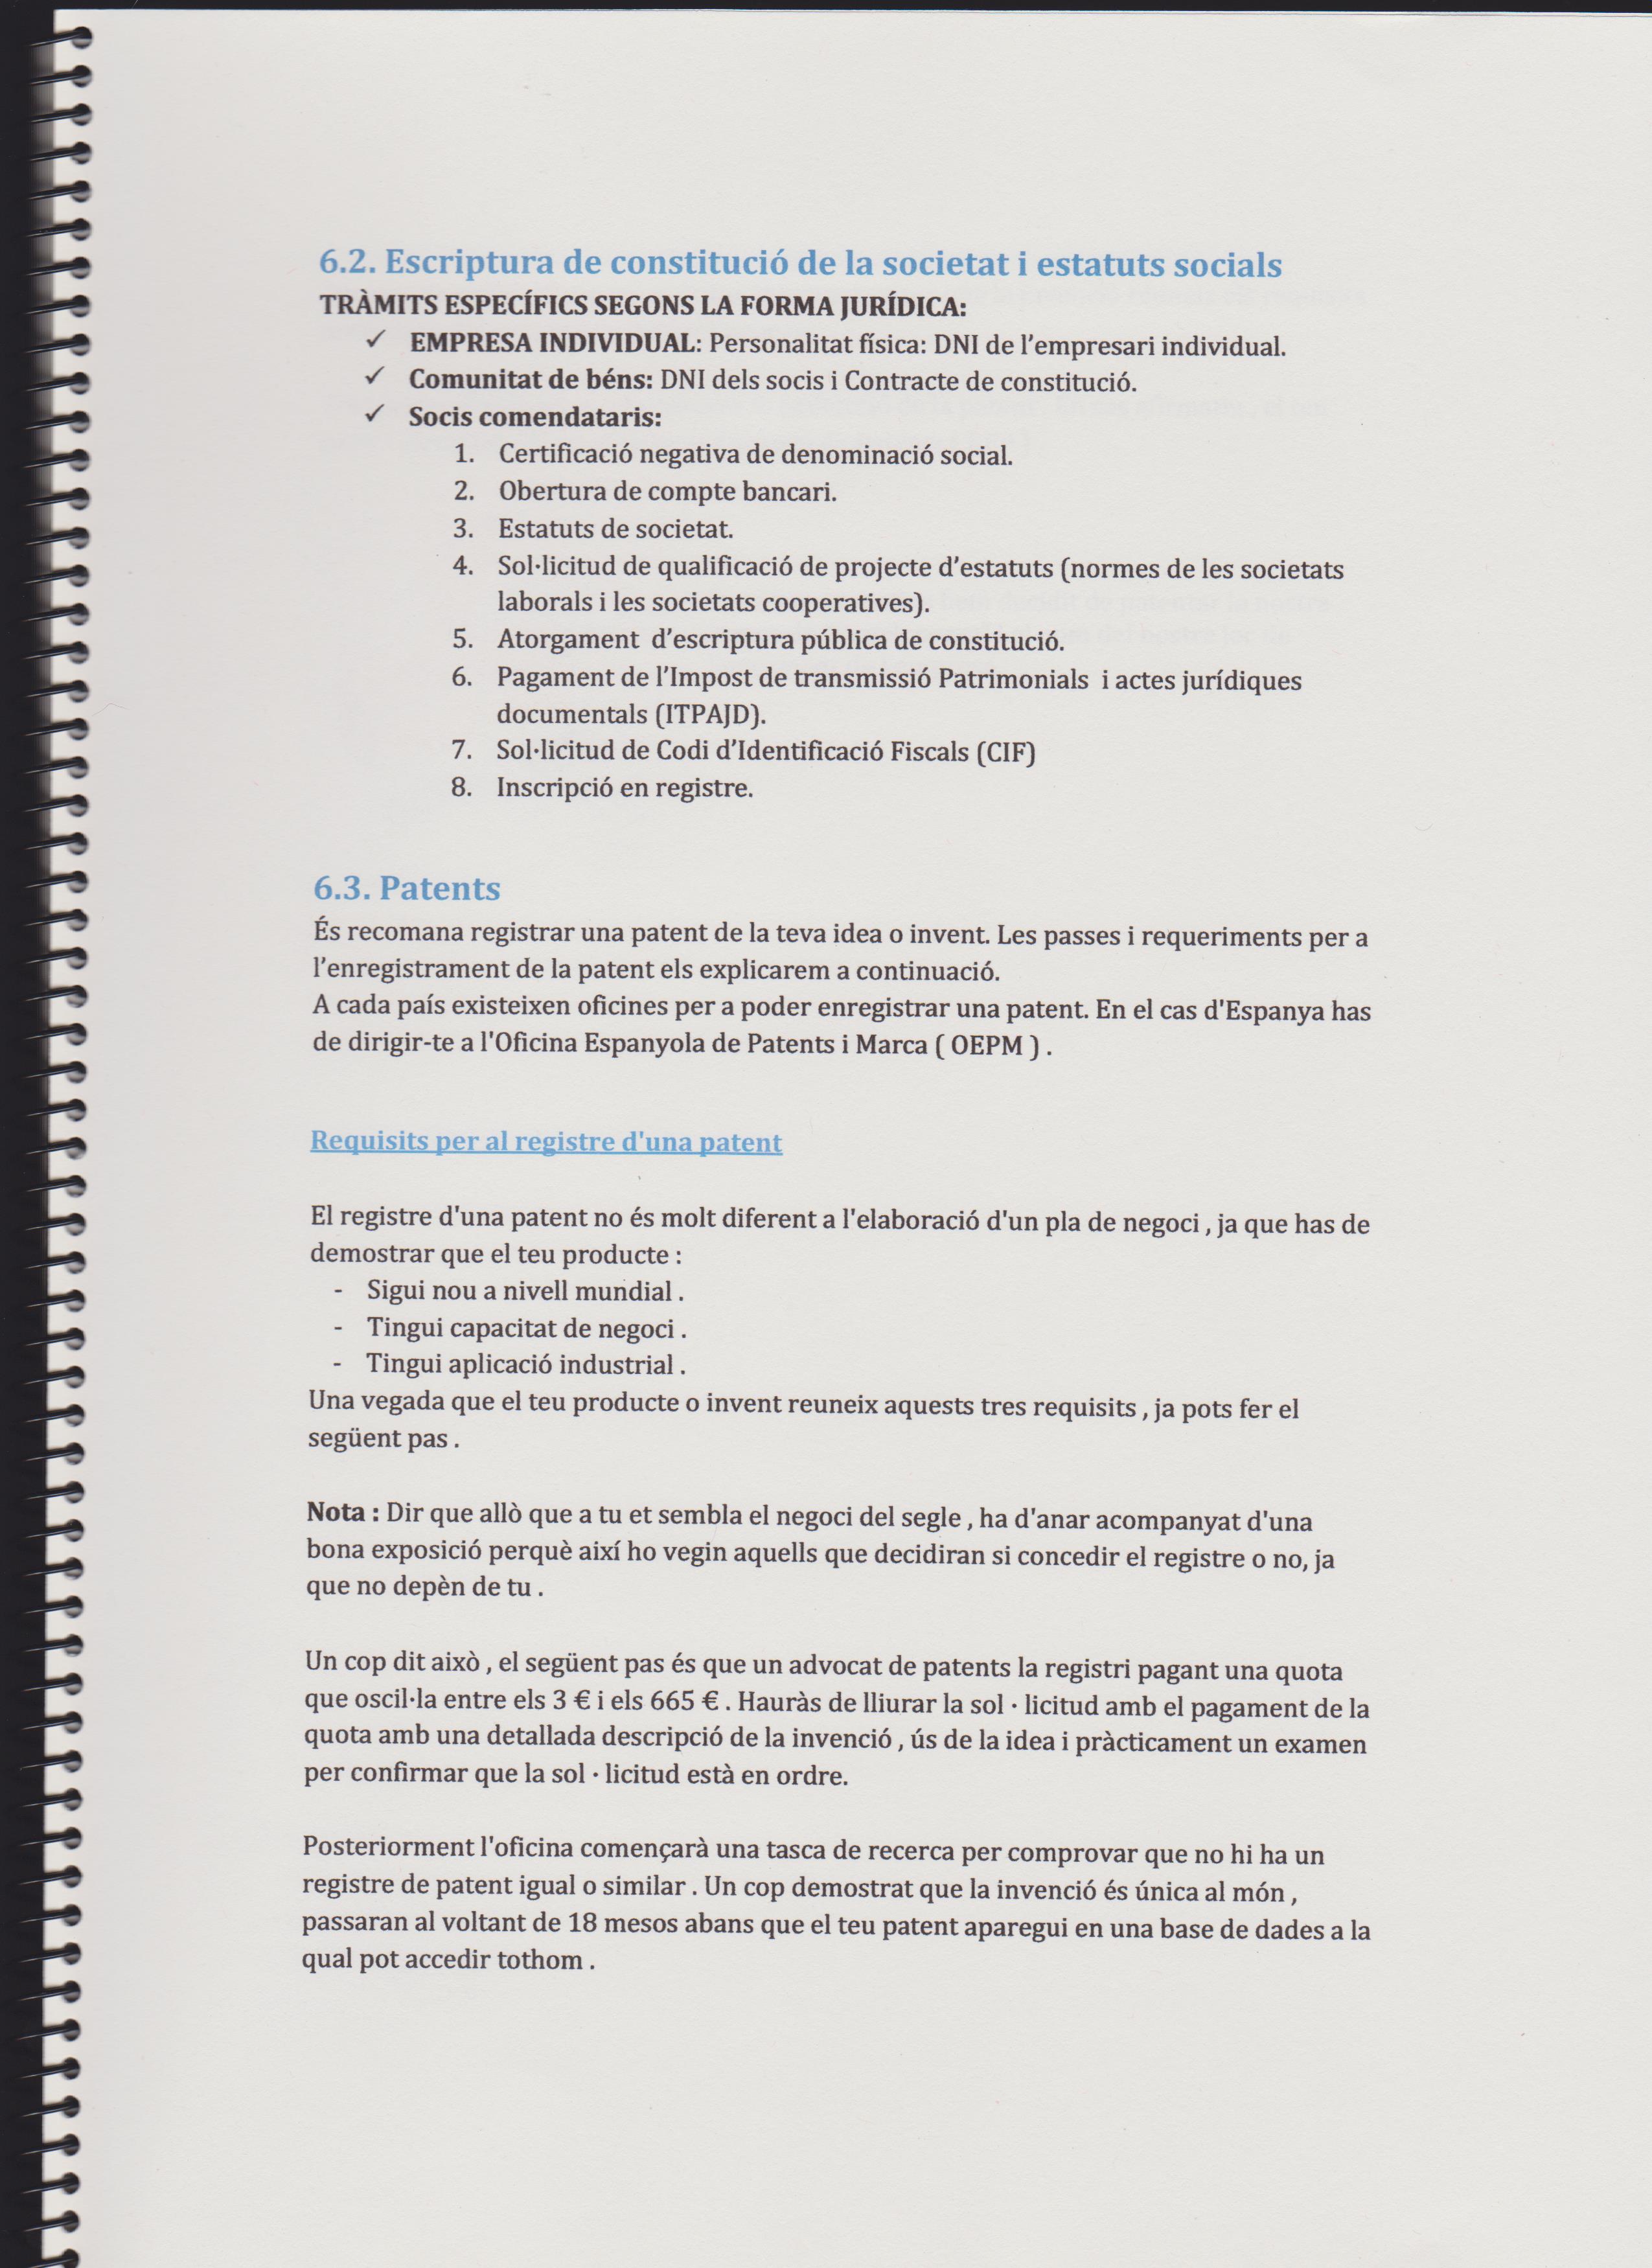 6.2. Escriptura de constitució de la societat i estatuts socials
TRÀMITS ESPECÍFICS SEGONS LA FORMA JURÍDICA:
✓ EMPRESA INDIVIDUAL: Personalitat física: DNI de l’empresari individual.
✓ Comunitat de béns: DNI dels socis i Contracte de constitució.
✓ Socis comendataris:
1. Certificació negativa de denominació social.
2. Obertura de compte bancari.
3. Estatuts de societat.
4. Sol·licitud de qualificació de projecte d’estatuts (normes de les societats
laborals i les societats cooperatives).
5. Atorgament d’escriptura pública de constitució.
6. Pagament de l’Impost de transmissió Patrimonials i actes jurídiques
documentals (ITPAJD).
7. Sol·licitud de Codi d’Identificació Fiscals (CIF)
8. Inscripció en registre.
6.3. Patents
És recomana registrar una patent de la teva idea o invent. Les passes i requeriments per a
l’enregistrament de la patent els explicarem a continuació.
A cada país existeixen oficines per a poder enregistrar una patent. En el cas d'Espanya has
de dirigir-te a l'Oficina Espanyola de Patents i Marca ( OEPM ) .
Requisits per al registre d'una patent
El registre d'una patent no és molt diferent a l'elaboració d'un pla de negoci , ja que has de
demostrar que el teu producte :
- Sigui nou a nivell mundial .
- Tingui capacitat de negoci .
- Tingui aplicació industrial .
Una vegada que el teu producte o invent reuneix aquests tres requisits , ja pots fer el
següent pas .
Nota : Dir que allò que a tu et sembla el negoci del segle , ha d'anar acompanyat d'una
bona exposició perquè així ho vegin aquells que decidiran si concedir el registre o no, ja
que no depèn de tu .
Un cop dit això , el següent pas és que un advocat de patents la registri pagant una quota
que oscil·la entre els 3 € i els 665 € . Hauràs de lliurar la sol · licitud amb el pagament de la
quota amb una detallada descripció de la invenció , ús de la idea i pràcticament un examen
per confirmar que la sol · licitud està en ordre.
Posteriorment l'oficina començarà una tasca de recerca per comprovar que no hi ha un
registre de patent igual o similar . Un cop demostrat que la invenció és única al món ,
passaran al voltant de 18 mesos abans que el teu patent aparegui en una base de dades a la
qual pot accedir tothom .